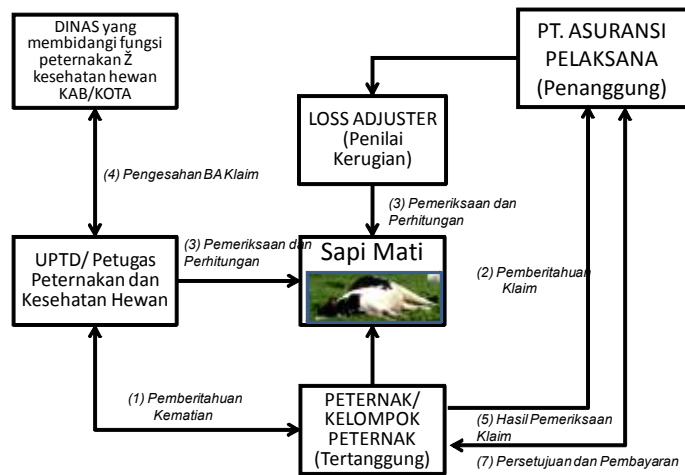 DINAS yang
membidangi fungsi
peternakan Ž
kesehatan hewan
KAB/KOTA
PT. ASURANSI
PELAKSANA
(Penanggung)
LOSS ADJUSTER
(Penilai
Kerugian)
(4) Pengesahan BA Klaim
(3) Pemeriksaan dan
Perhitungan
UPTD/ Petugas
Peternakan dan
Kesehatan Hewan
(3) Pemeriksaan dan
Perhitungan
Sapi Mati
(2) Pemberitahuan
Klaim
(1) Pemberitahuan
Kematian
PETERNAK/
KELOMPOK
PETERNAK
(Tertanggung)
(5) Hasil Pemeriksaan
Klaim
(7) Persetujuan dan Pembayaran